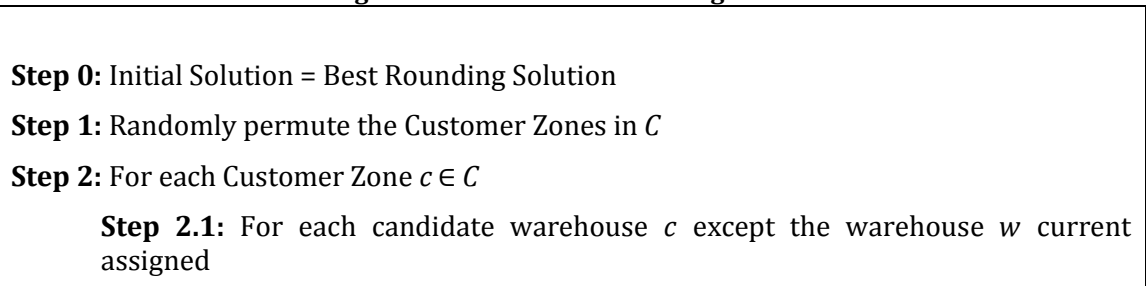 Step 0: Initial Solution = Best Rounding Solution
Step 1: Randomly permute the Customer Zones in C
Step 2: For each Customer Zone c ∈ C
Step 2.1: For each candidate warehouse c except the warehouse w current
assigned